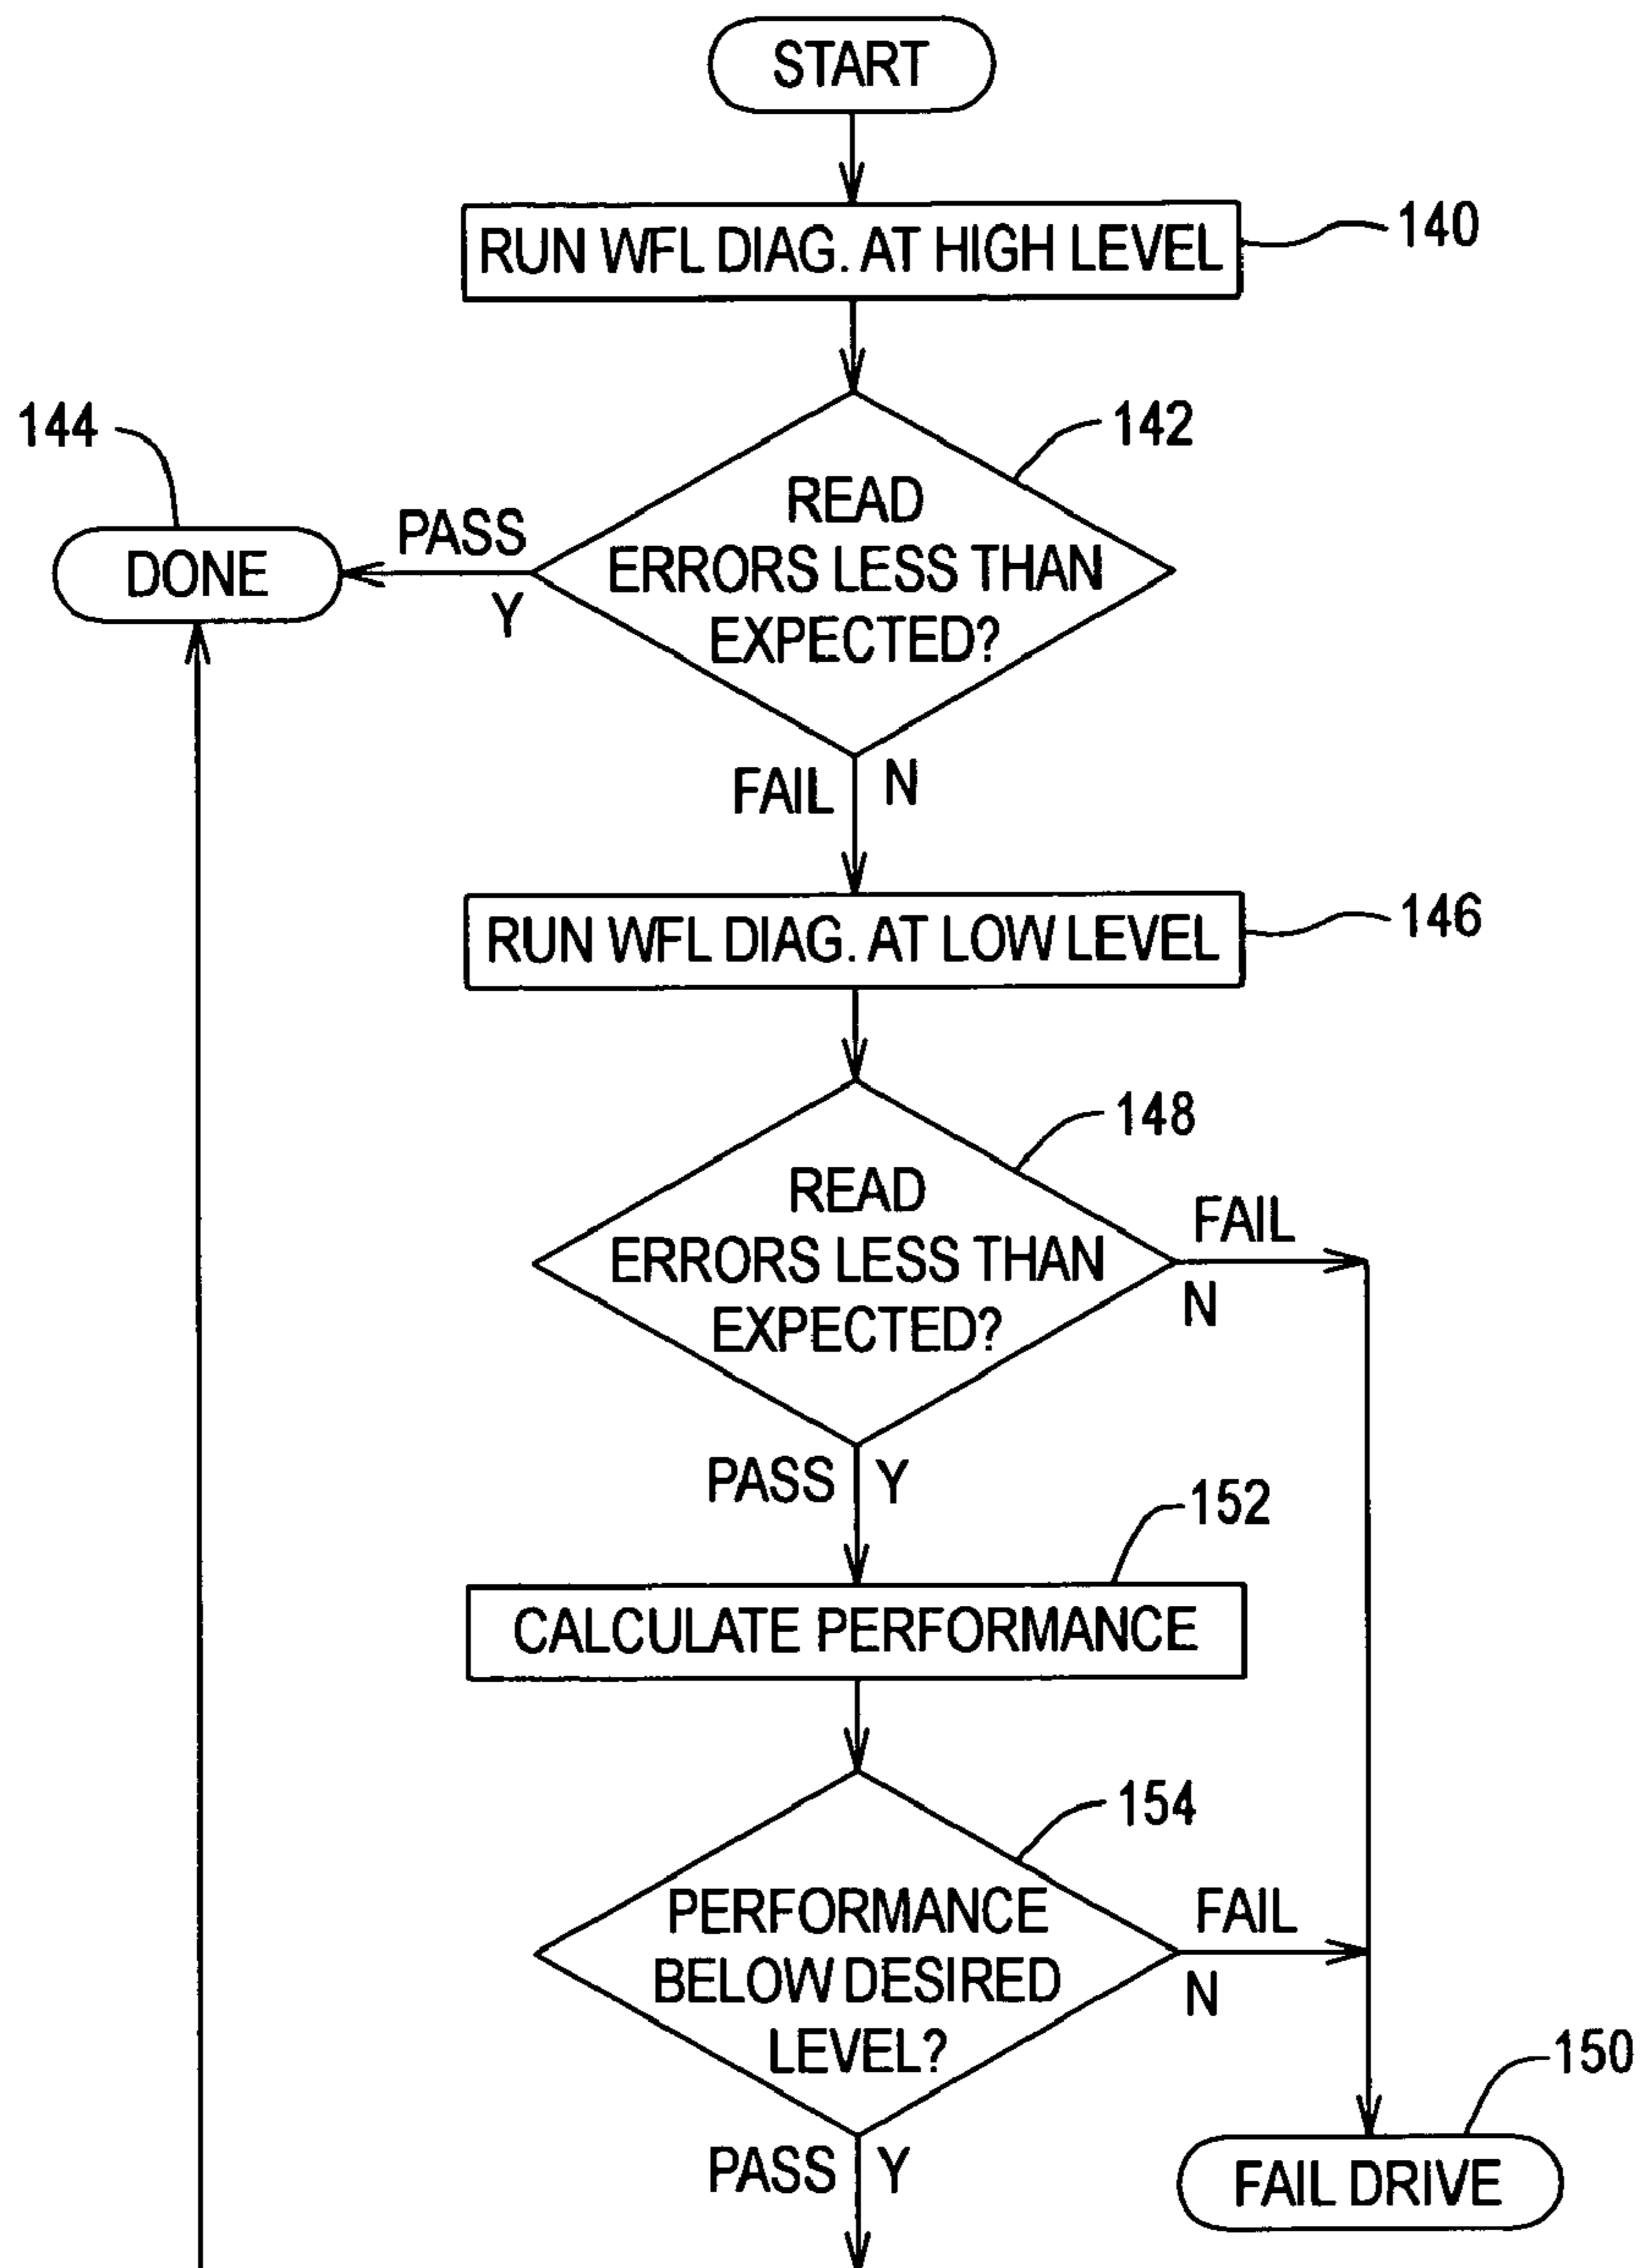 START
RUN WFL DIAG. AT HIGH LEVEL
140
144
142
READ
ERRORS LESS THAN
EXPECTED?
PASS
Y
DONE
FAIL
N
RUN WFL DIAG. AT LOW LEVEL
146
148
READ
ERRORS LESS THAN
EXPECTED?
FAIL
N
PASS
Y
152
CALCULATE PERFORMANCE
154
PERFORMANCE
BELOW DESIRED
LEVEL?
FAIL
N
150
PASS
Y
FAIL DRIVE